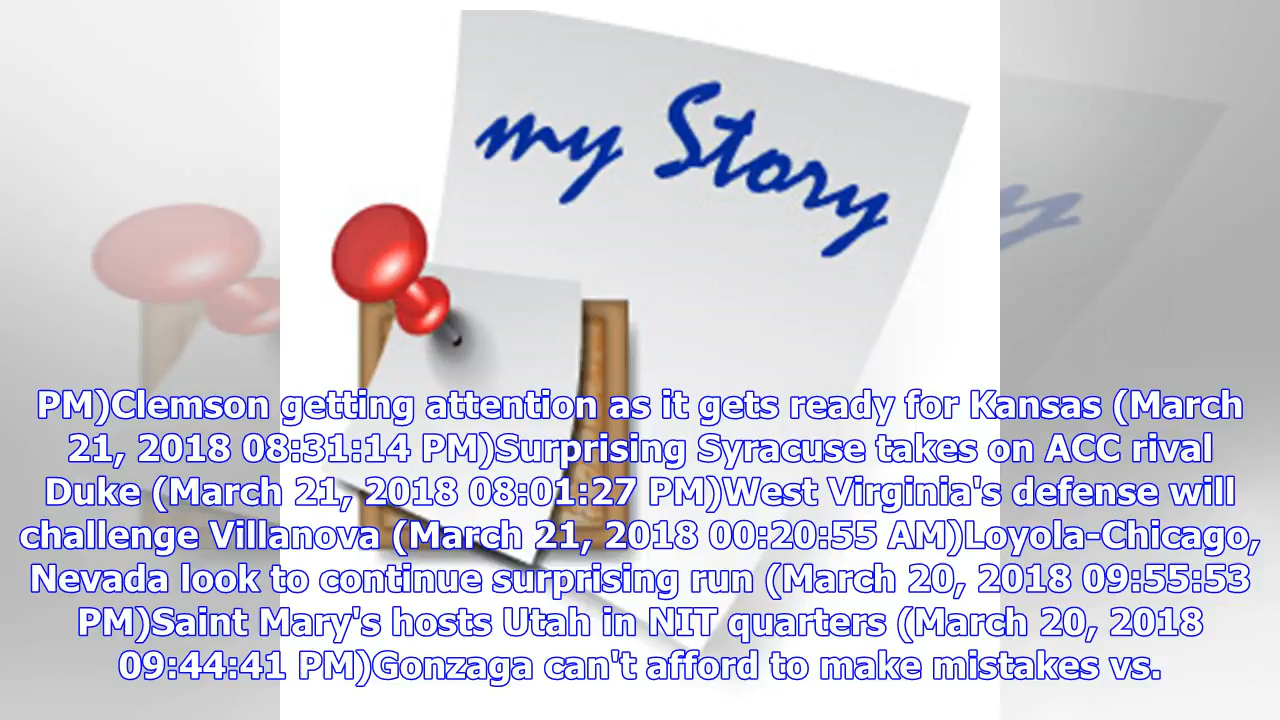 my Story
PM)Clemson getting attention as it gets ready for Kansas (March
21, 2018 08:31:14 PM)Surprising Syracuse takes on ACC rival
Duke (March 21, 2018 08:01:27 PM)West Virginia's defense will
challenge Villanova (March 21, 2018 00:20:55 AM)Loyola-Chicago,
Nevada look to continue surprising run (March 20, 2018 09:55:53
PM)Saint Mary's hosts Utah in NIT quarters (March 20, 2018
09:44:41 PM)Gonzaga can't afford to make mistakes vs.